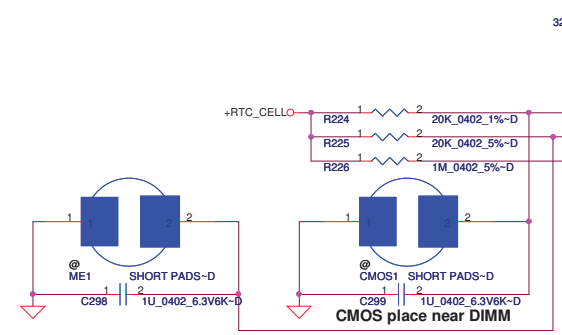 32
+RTC_CELL
R224 1 2 20K_0402_1%~D
R225 1 2 20K_0402_5%~D
R226 1 2 1M_0402_5%~D
1 1 2 2
1 1 2 2
@
ME1 SHORT PADS~D
@
CMOS1 SHORT PADS~D
C298 1 2 1U_0402_6.3V6K~D
C299 1 2 1U_0402_6.3V6K~D
CMOS place near DIMM